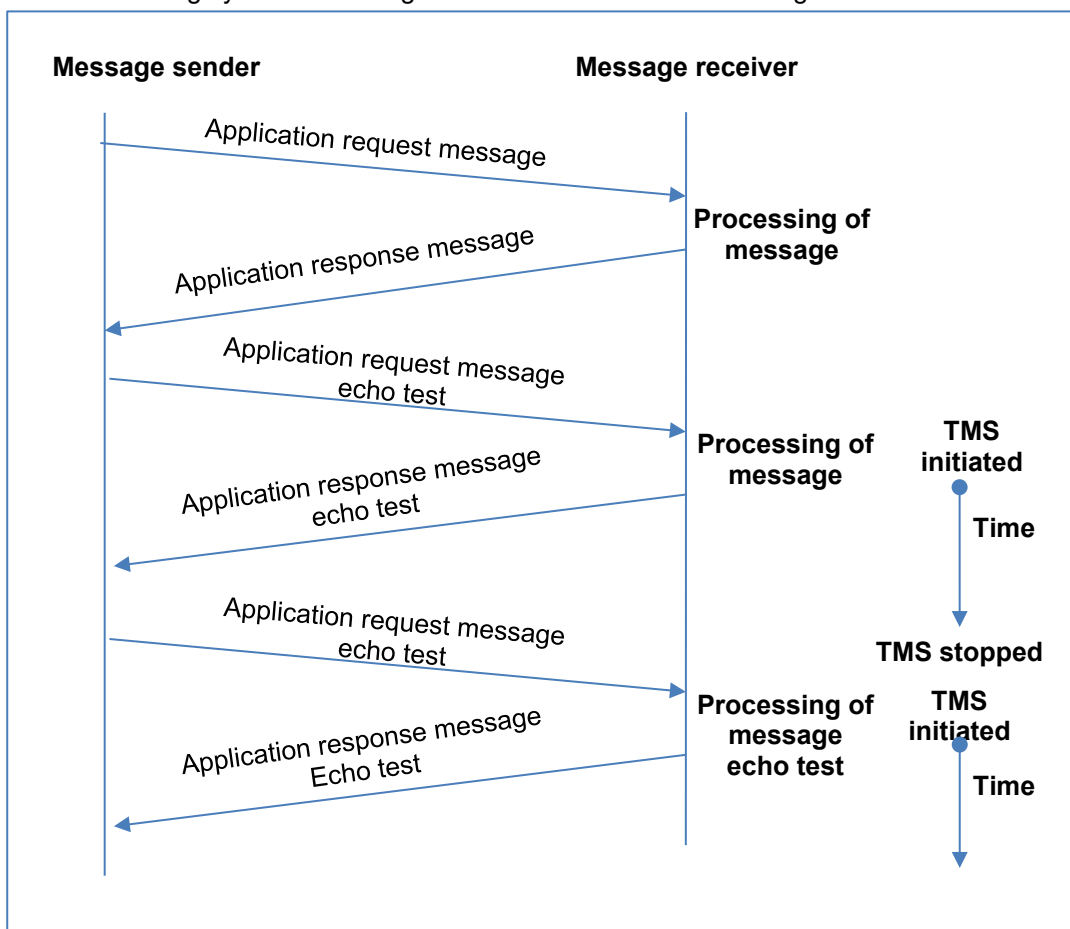 Message sender
Message receiver
Application request message
Processing of
message
Application response message
Application request message
echo test
Processing of
message
TMS
initiated
Application response message
echo test
Time
Application request message
echo test
TMS stopped
Processing of
message
echo test
TMS
initiated
Application response message
Echo test
Time